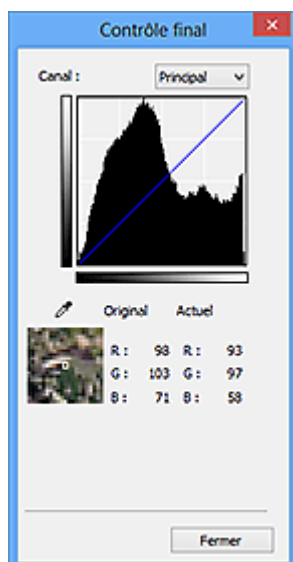 Contrôle final
Canal : Principal
Original Actuel
R : 98 R : 93
G : 103 G : 97
B : 71 B : 58
Fermer